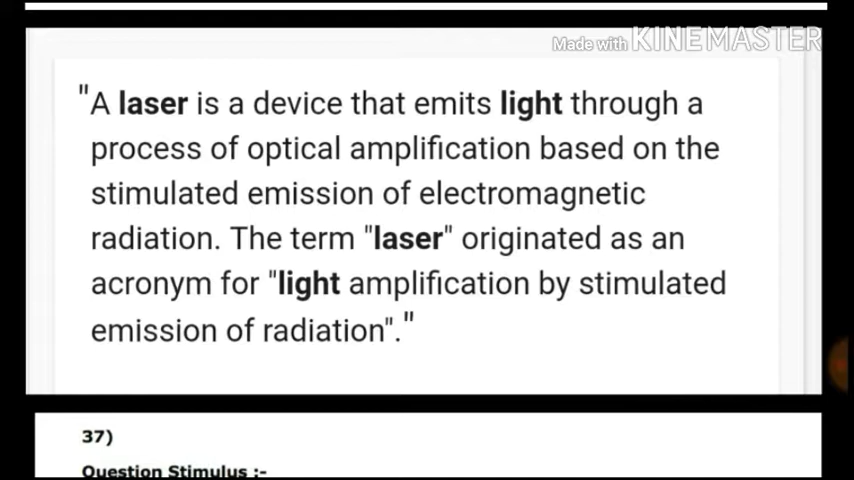 Made with KINEMASTER
"A laser is a device that emits light through a
process of optical amplification based on the
stimulated emission of electromagnetic
radiation. The term "laser" originated as an
acronym for "light amplification by stimulated
emission of radiation"."
37)
Question Stimulus :-